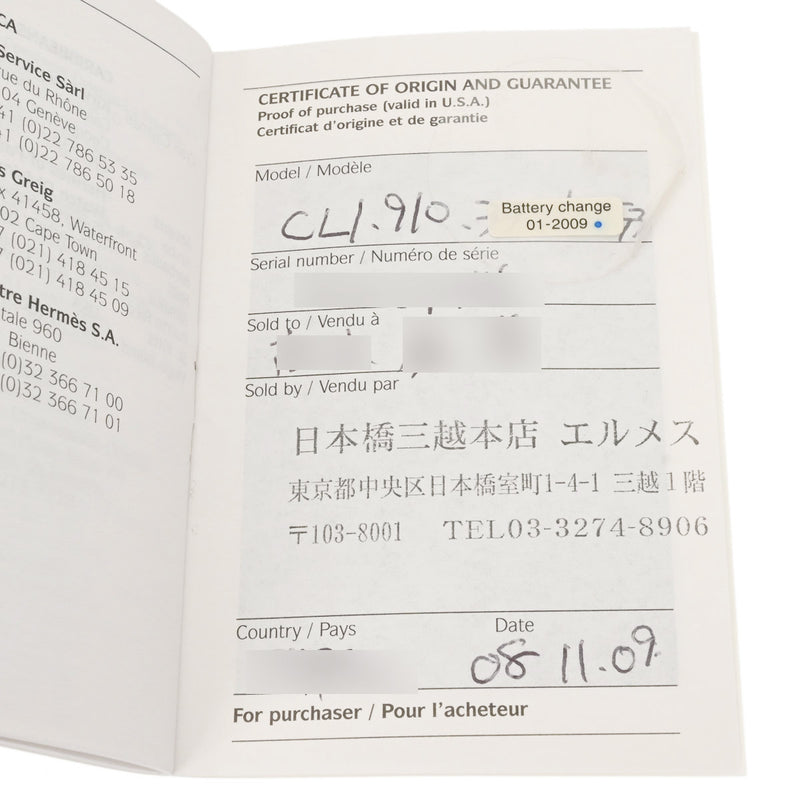 CA
Service Sàrl
rue du Rhône
04 Genève
41 (0)22 786 53 35
41 (0)22 786 50 18
s Greig
x 41458, Waterfront
02 Cape Town
7 (021) 418 45 15
7 (021) 418 45 09
tre Hermès S.A.
tale 960
Bienne
(0)32 366 71 00
(0)32 366 71 01
CERTIFICATE OF ORIGIN AND GUARANTEE
Proof of purchase (valid in U.S.A.)
Certificat d'origine et de garantie
Model / Modèle
CL1.910.
Battery change
01-2009
Serial number / Numéro de série
Sold to / Vendu à
Sold by / Vendu par
日本橋三越本店 エルメス
東京都中央区日本橋室町1-4-1 三越1階
〒103-8001 TEL03-3274-8906
Country / Pays
Date
08 11.09
For purchaser / Pour l'acheteur